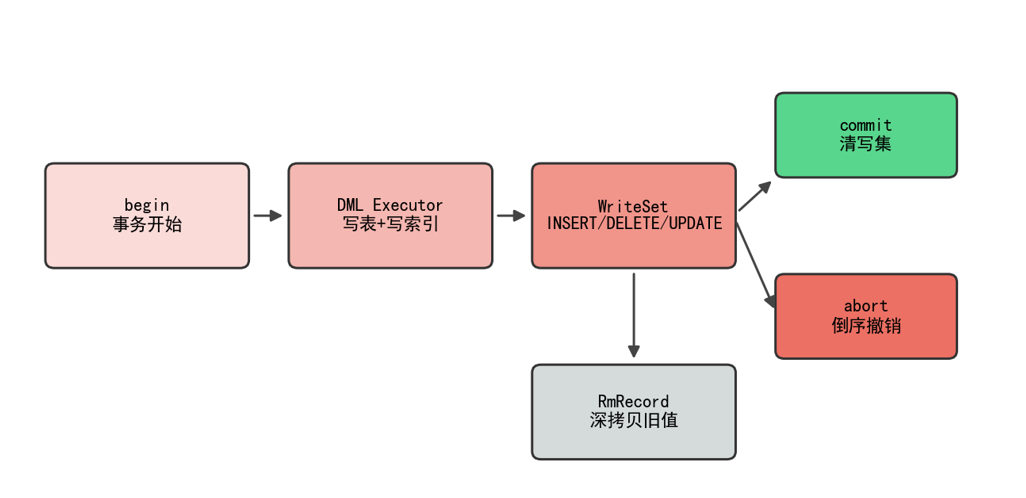 begin
事务开始
DML Executor
写表+写索引
WriteSet
INSERT/DELETE/UPDATE
commit
清写集
abort
倒序撤销
RmRecord
深拷贝旧值